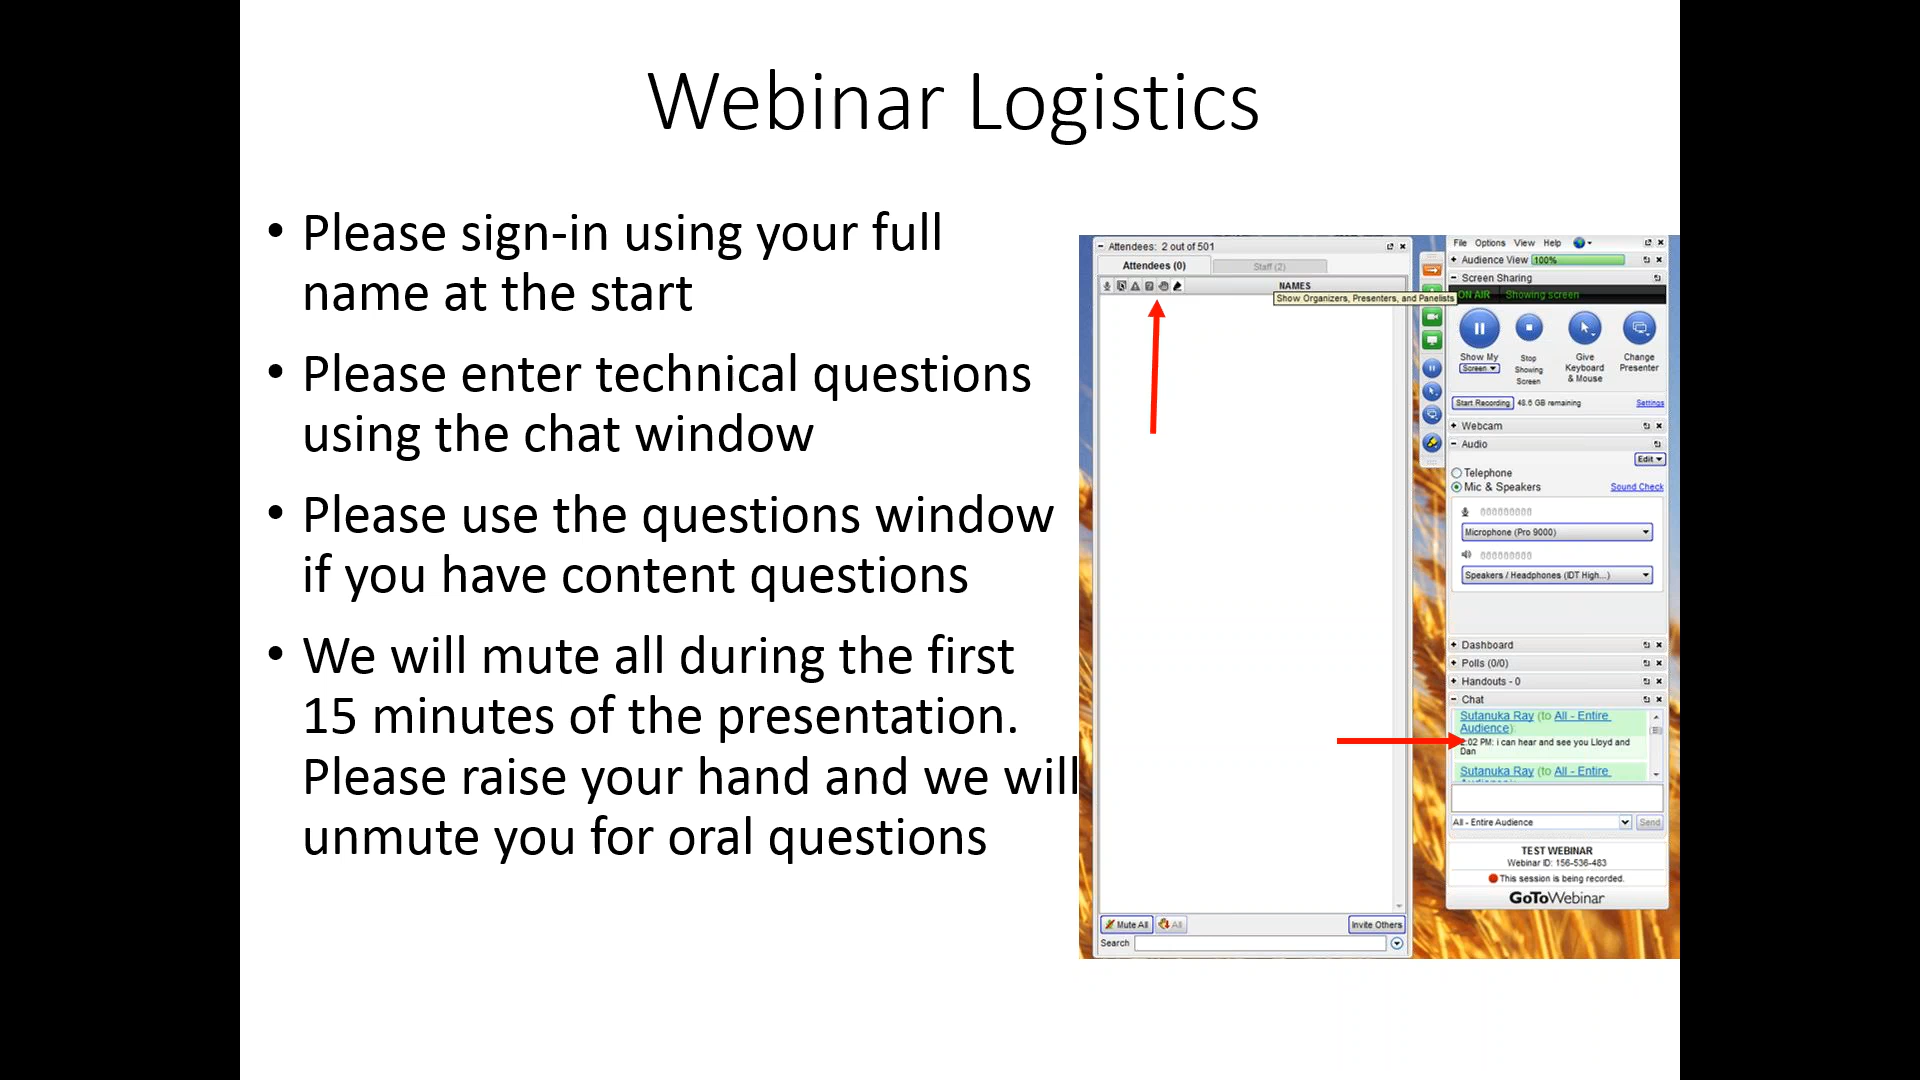 Webinar Logistics
• Please sign-in using your full
name at the start
• Please enter technical questions
using the chat window
• Please use the questions window
if you have content questions
• We will mute all during the first
15 minutes of the presentation.
Please raise your hand and we will
unmute you for oral questions
Attendees: 2 out of 501
Attendees (0)
Staff (2)
NAMES
Show Organizers, Presenters, and Panelists
Mute All
All
Invite Others
Search
File Options View Help
Audience View 100%
Screen Sharing
ON AIR Showing screen
Show My
Screen
Stop
Showing
Screen
Give
Keyboard
& Mouse
Change
Presenter
Start Recording 48.6 GB remaining Settings
Webcam
Audio
Edit
Telephone
Mic & Speakers Sound Check
Microphone (Pro 9000)
Speakers / Headphones (IDT High...)
Dashboard
Polls (0/0)
Handouts - 0
Chat
Sutanuka Ray (to All - Entire
Audience):
2:02 PM: i can hear and see you Lloyd and
Dan
Sutanuka Ray (to All - Entire
All - Entire Audience
Send
TEST WEBINAR
Webinar ID: 156-536-483
This session is being recorded.
GoToWebinar